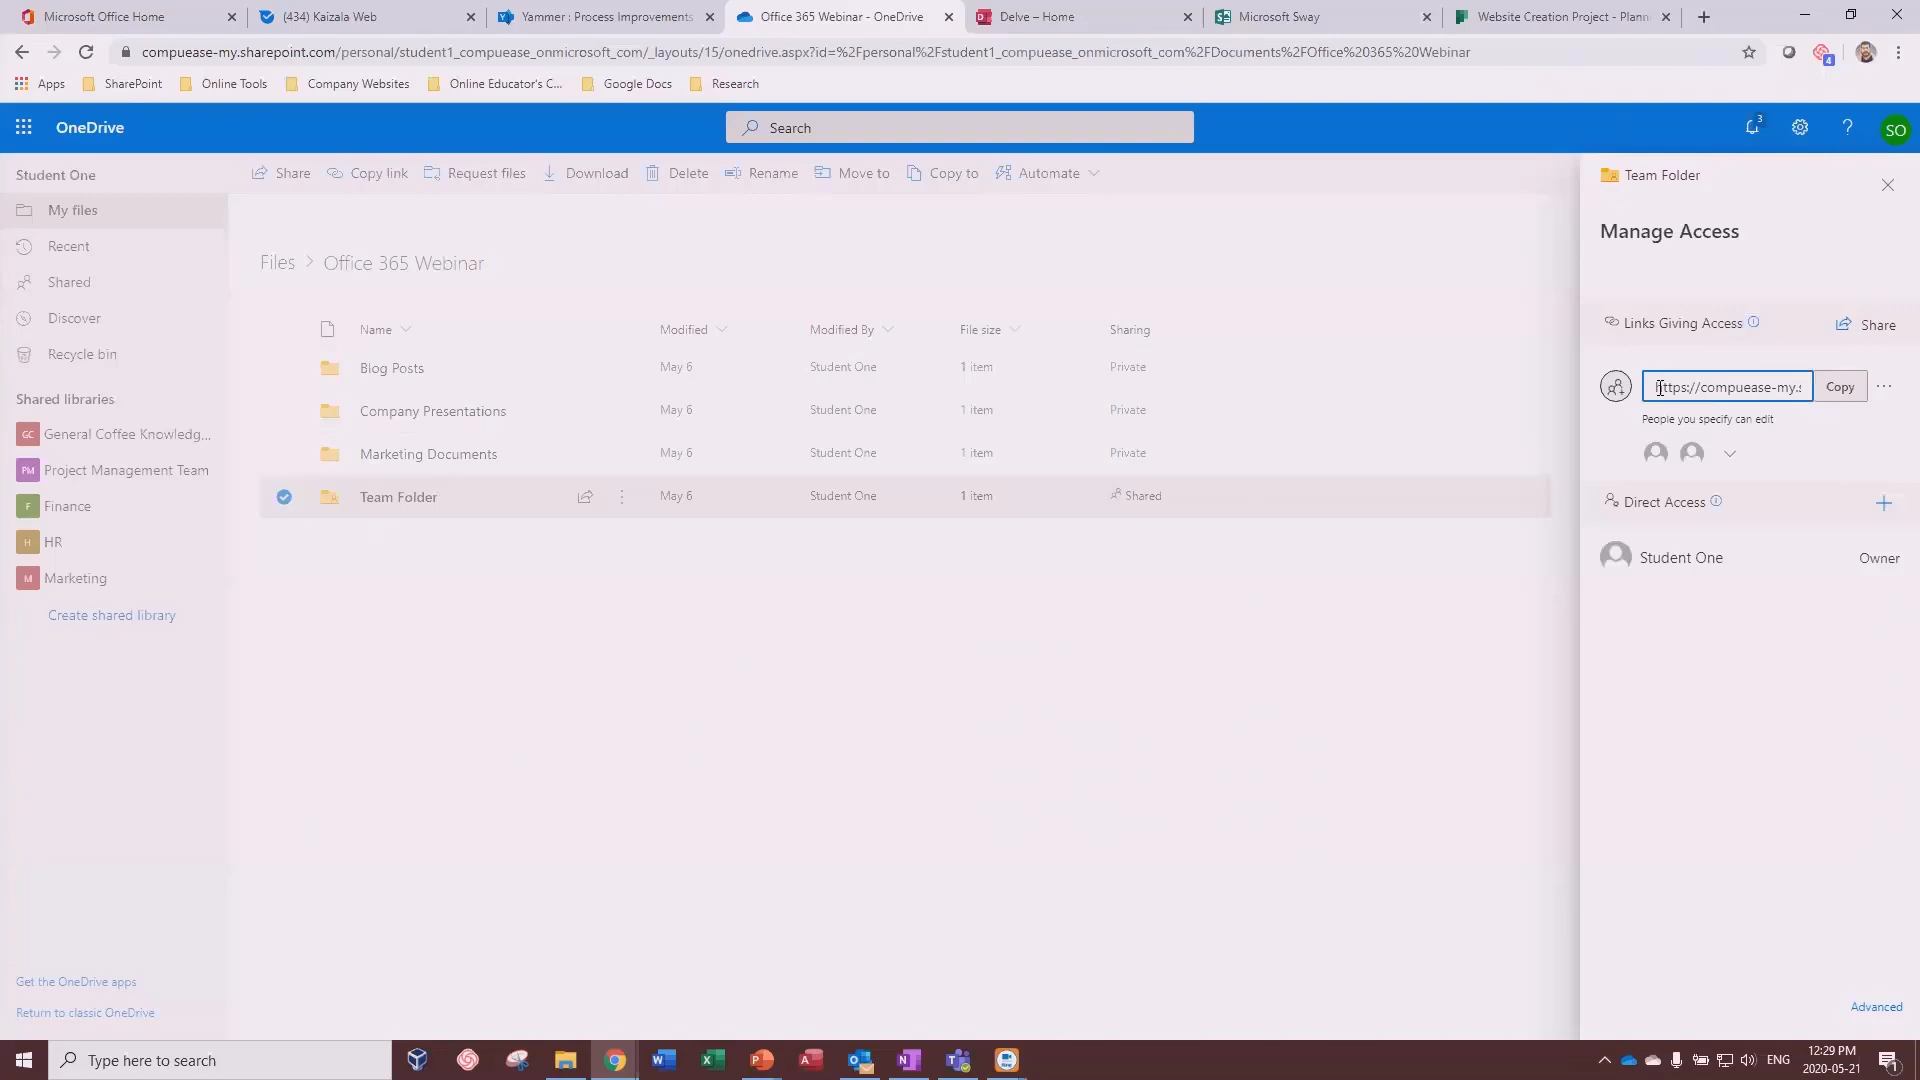 Microsoft Office Home
(434) Kaizala Web
Yammer : Process Improvements
Office 365 Webinar - OneDrive
Delve – Home
Microsoft Sway
Website Creation Project - Plann
compuease-my.sharepoint.com/personal/student1_compuease_onmicrosoft_com/_layouts/15/onedrive.aspx?id=%2Fpersonal%2Fstudent1_compuease_onmicrosoft_com%2FDocuments%2FOffice%20365%20Webinar
4
Apps
SharePoint
Online Tools
Company Websites
Online Educator's C...
Google Docs
Research
OneDrive
Search
3
?
SO
Student One
Share
Copy link
Request files
Download
Delete
Rename
Move to
Copy to
Automate
My files
Recent
Shared
Discover
Recycle bin
Shared libraries
GC General Coffee Knowledg...
PM Project Management Team
F Finance
H HR
M Marketing
Create shared library
Get the OneDrive apps
Return to classic OneDrive
Files > Office 365 Webinar
Name Modified Modified By File size Sharing
Blog Posts May 6 Student One 1 item Private
Company Presentations May 6 Student One 1 item Private
Marketing Documents May 6 Student One 1 item Private
Team Folder May 6 Student One 1 item Shared
Team Folder
Manage Access
Links Giving Access
Share
https://compuease-my.s
Copy
People you specify can edit
Direct Access
Student One
Owner
Advanced
Type here to search
ENG
12:29 PM
2020-05-21
1